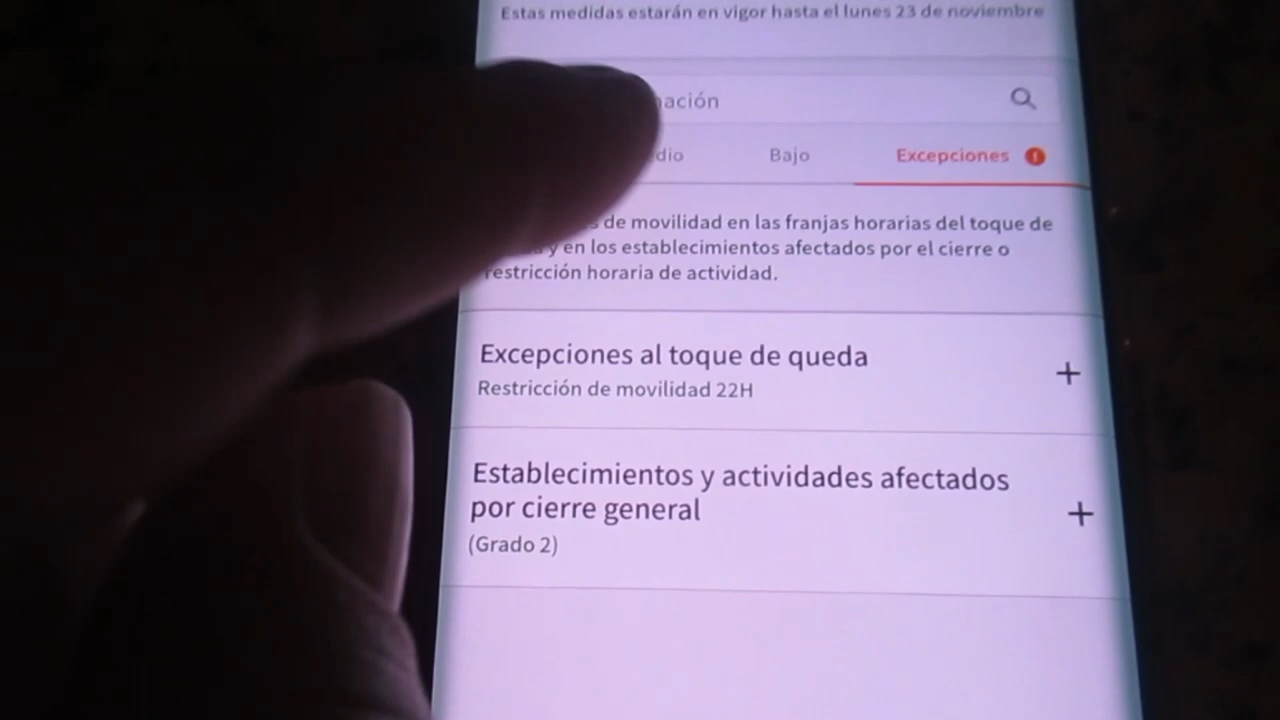 Estas medidas estarán en vigor hasta el lunes 23 de noviembre
Bajo
Excepciones
de movilidad en las franjas horarias del toque de
y en los establecimientos afectados por el cierre o
restricción horaria de actividad.
Excepciones al toque de queda
Restricción de movilidad 22H
+
Establecimientos y actividades afectados
por cierre general
+
(Grado 2)